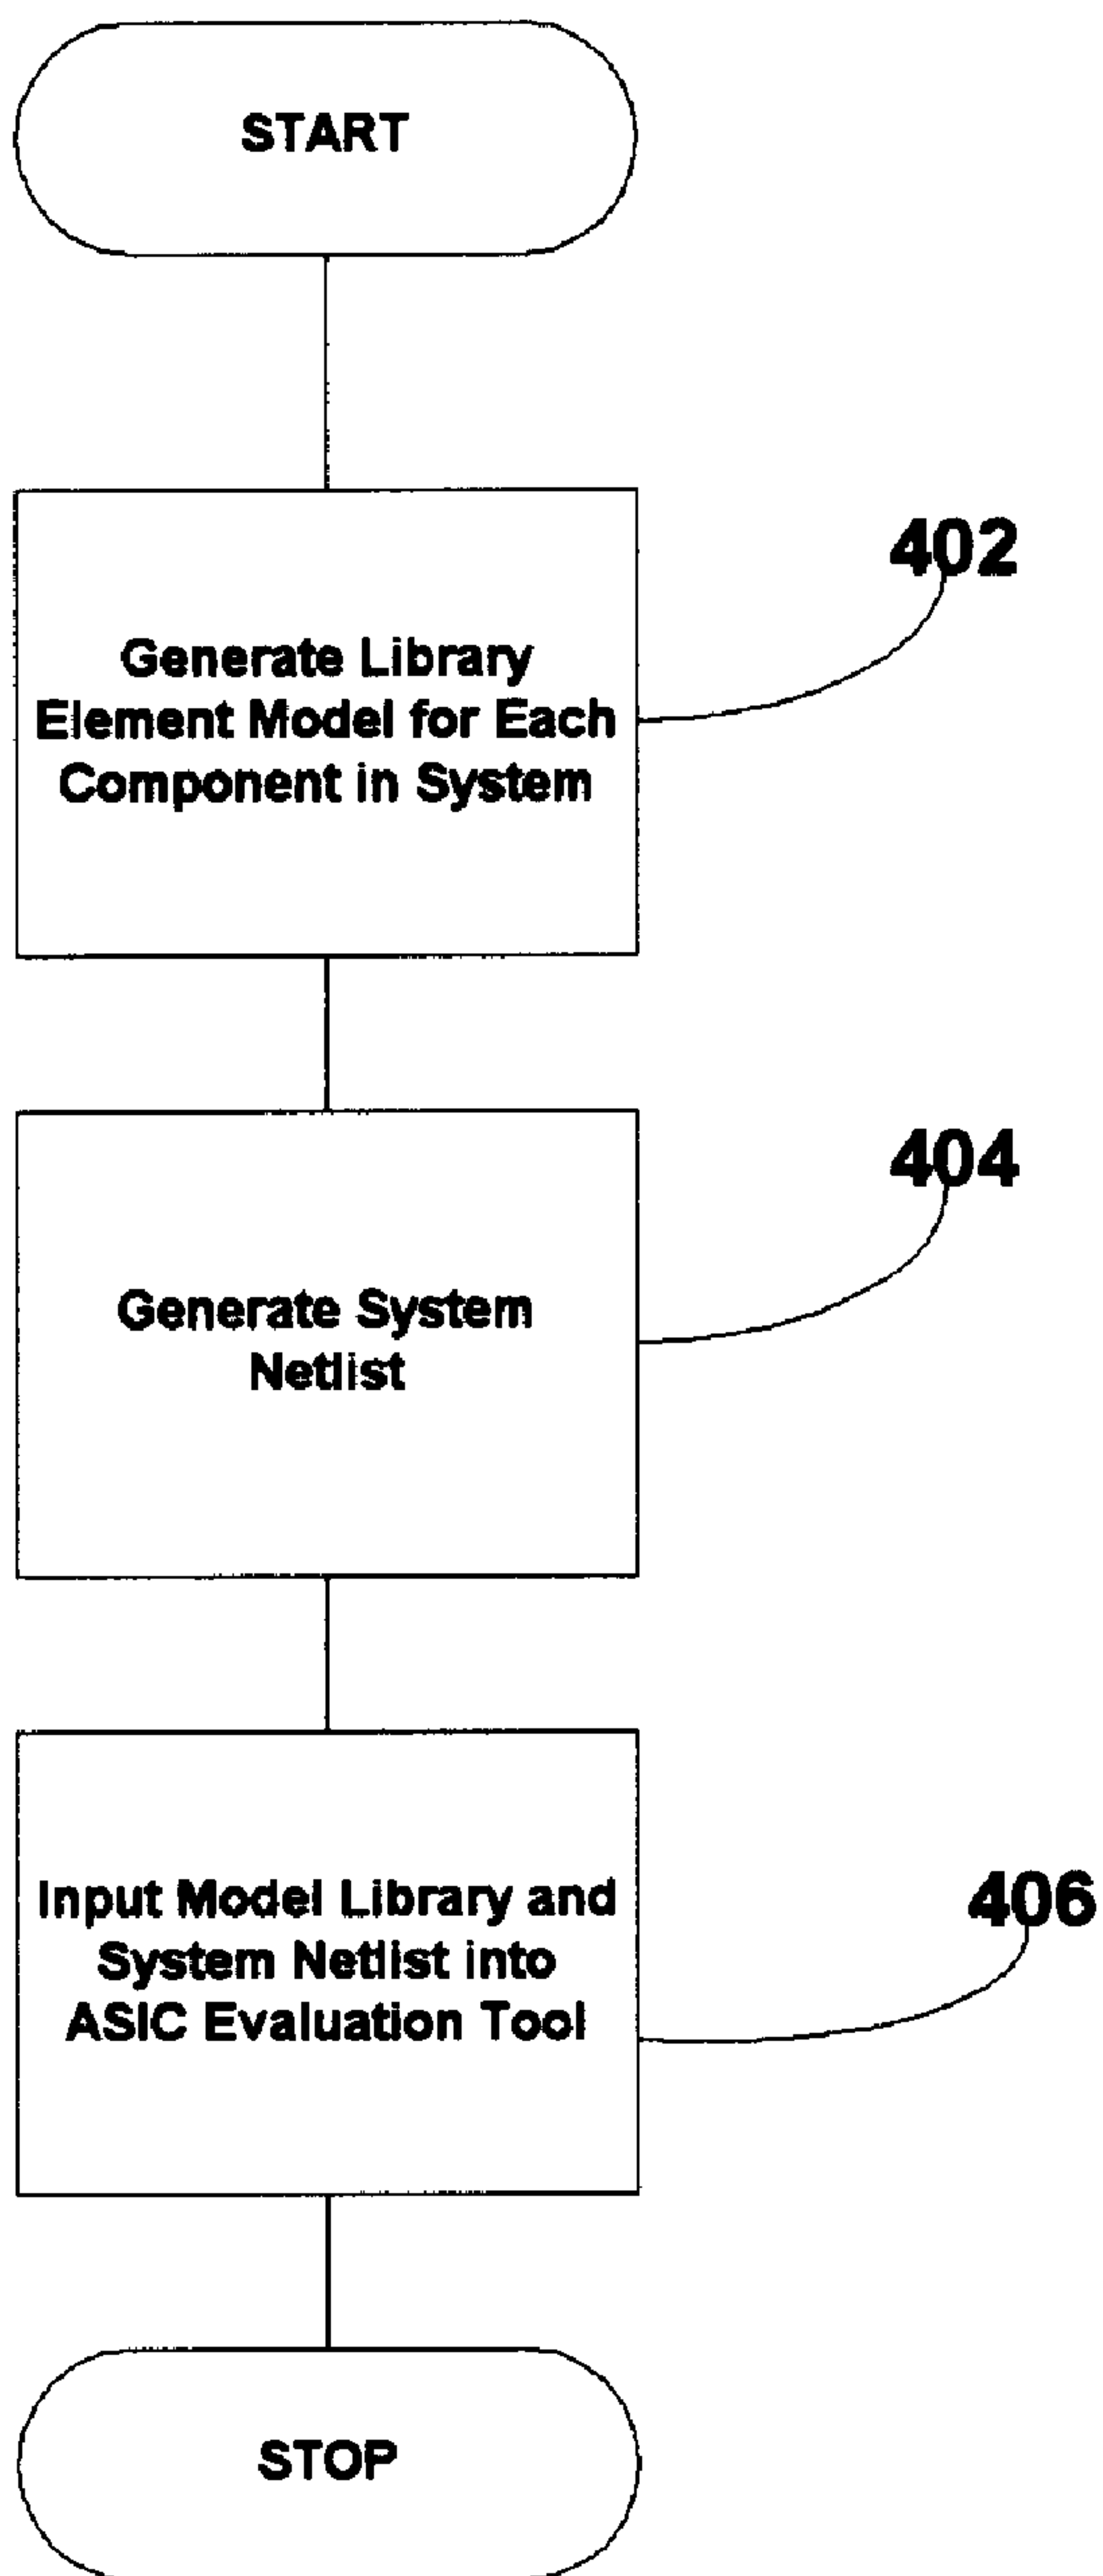 START
402
Generate Library
Element Model for Each
Component in System
404
Generate System
Netlist
406
Input Model Library and
System Netlist into
ASIC Evaluation Tool
STOP